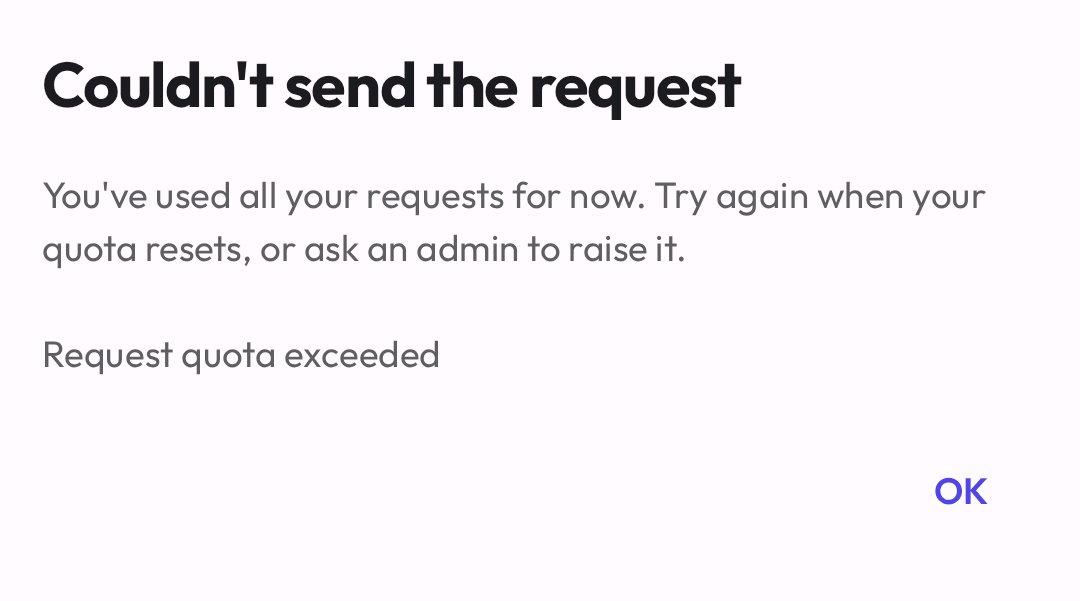 Couldn't send the request
You've used all your requests for now. Try again when your
quota resets, or ask an admin to raise it.
Request quota exceeded
OK